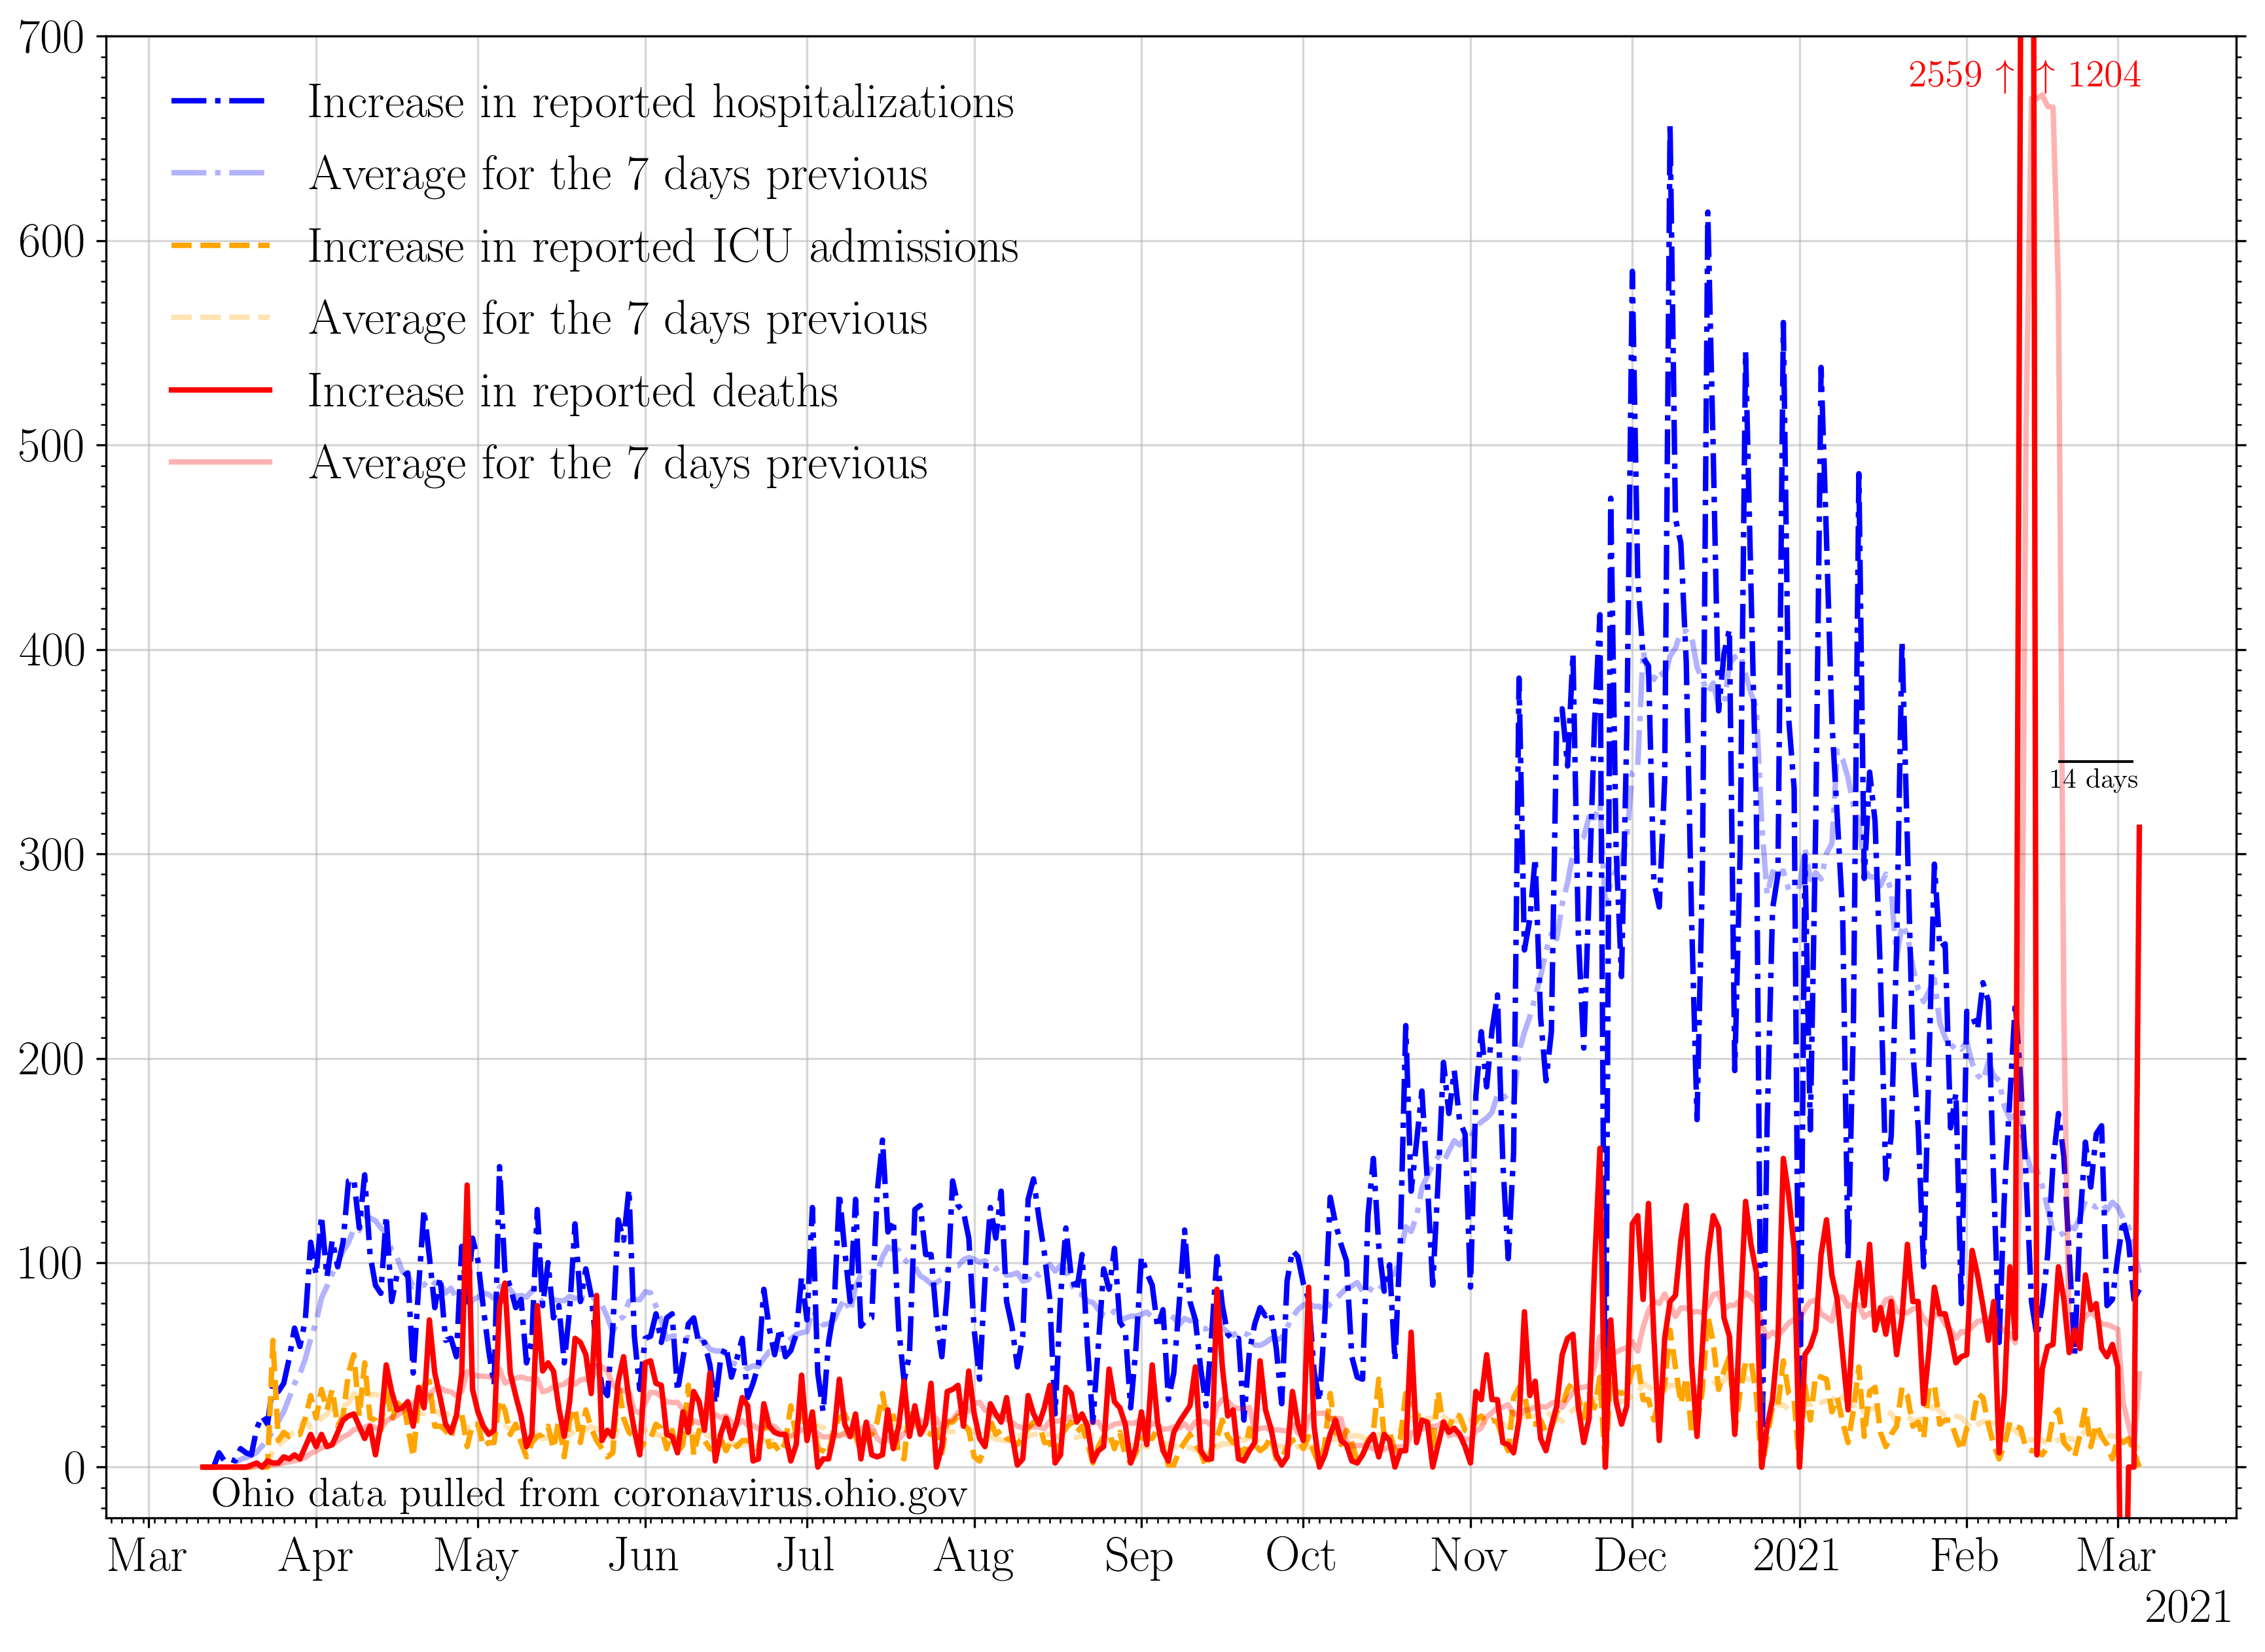 700
600
500
400
300
200
100
0
Increase in reported hospitalizations
Average for the 7 days previous
Increase in reported ICU admissions
Average for the 7 days previous
Increase in reported deaths
Average for the 7 days previous
2559 ↑ ↑ 1204
14 days
Ohio data pulled from coronavirus.ohio.gov
Mar Apr May Jun Jul Aug Sep Oct Nov Dec 2021 Feb Mar
2021